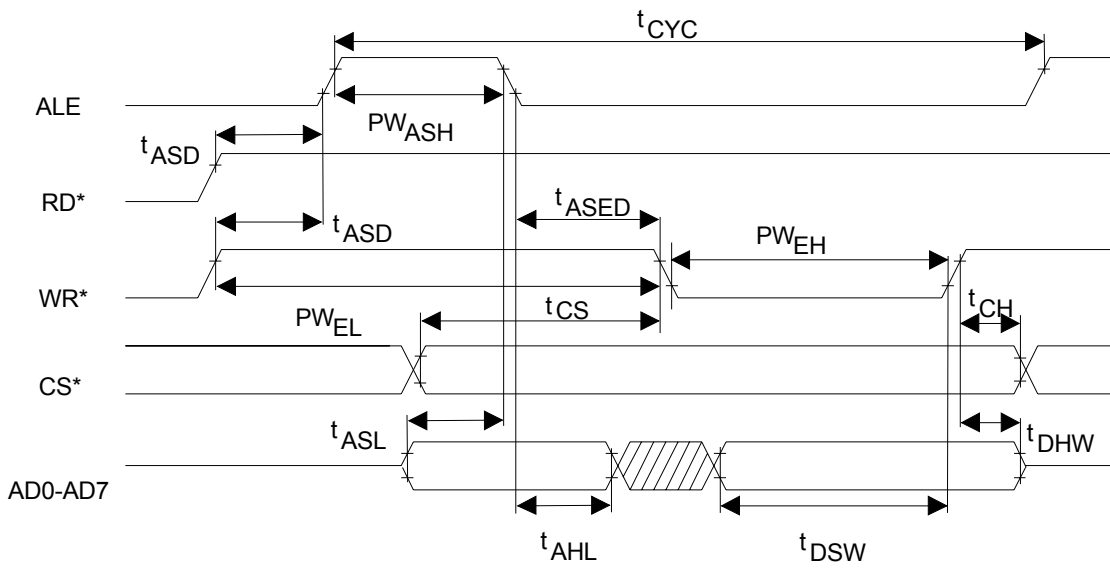 tCYC
ALE
PWASH
tASD
RD*
tASED
tASD
PWEH
WR*
tCS
tCH
PWEL
CS*
tASL
tDHW
AD0-AD7
tAHL
tDSW